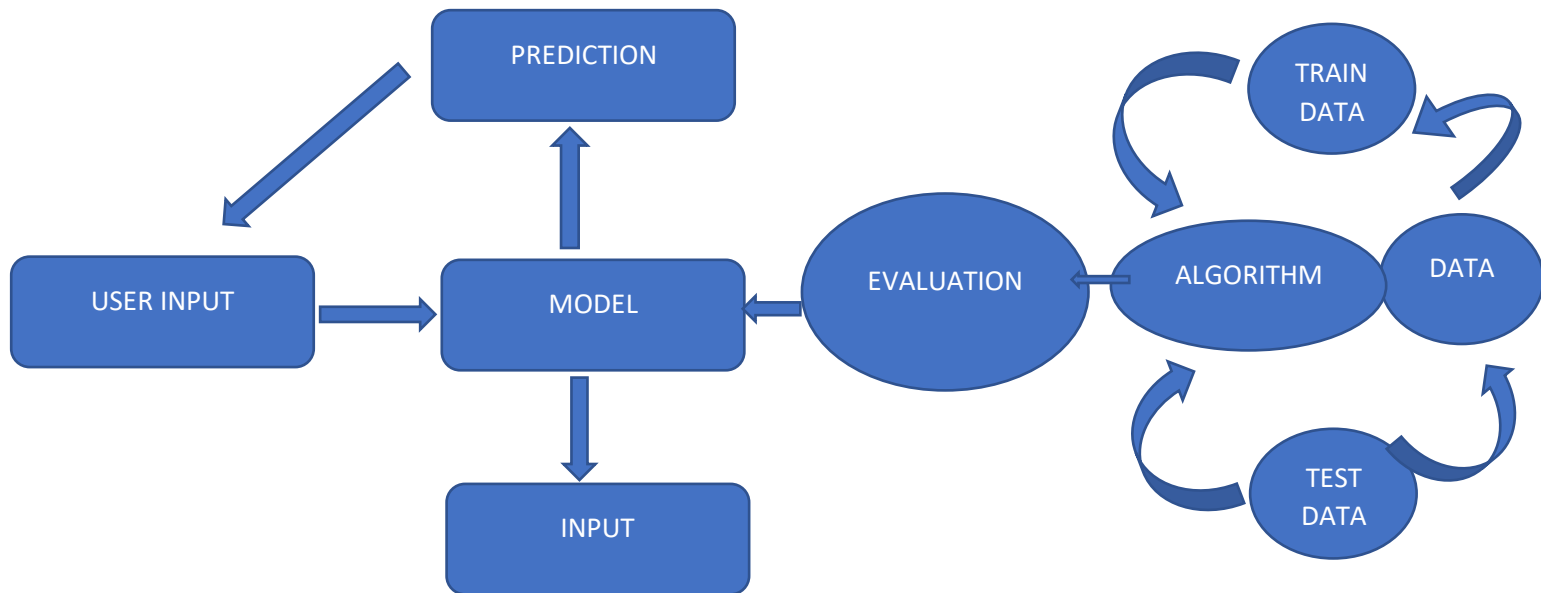 PREDICTION
TRAIN
DATA
USER INPUT
MODEL
EVALUATION
ALGORITHM
DATA
INPUT
TEST
DATA